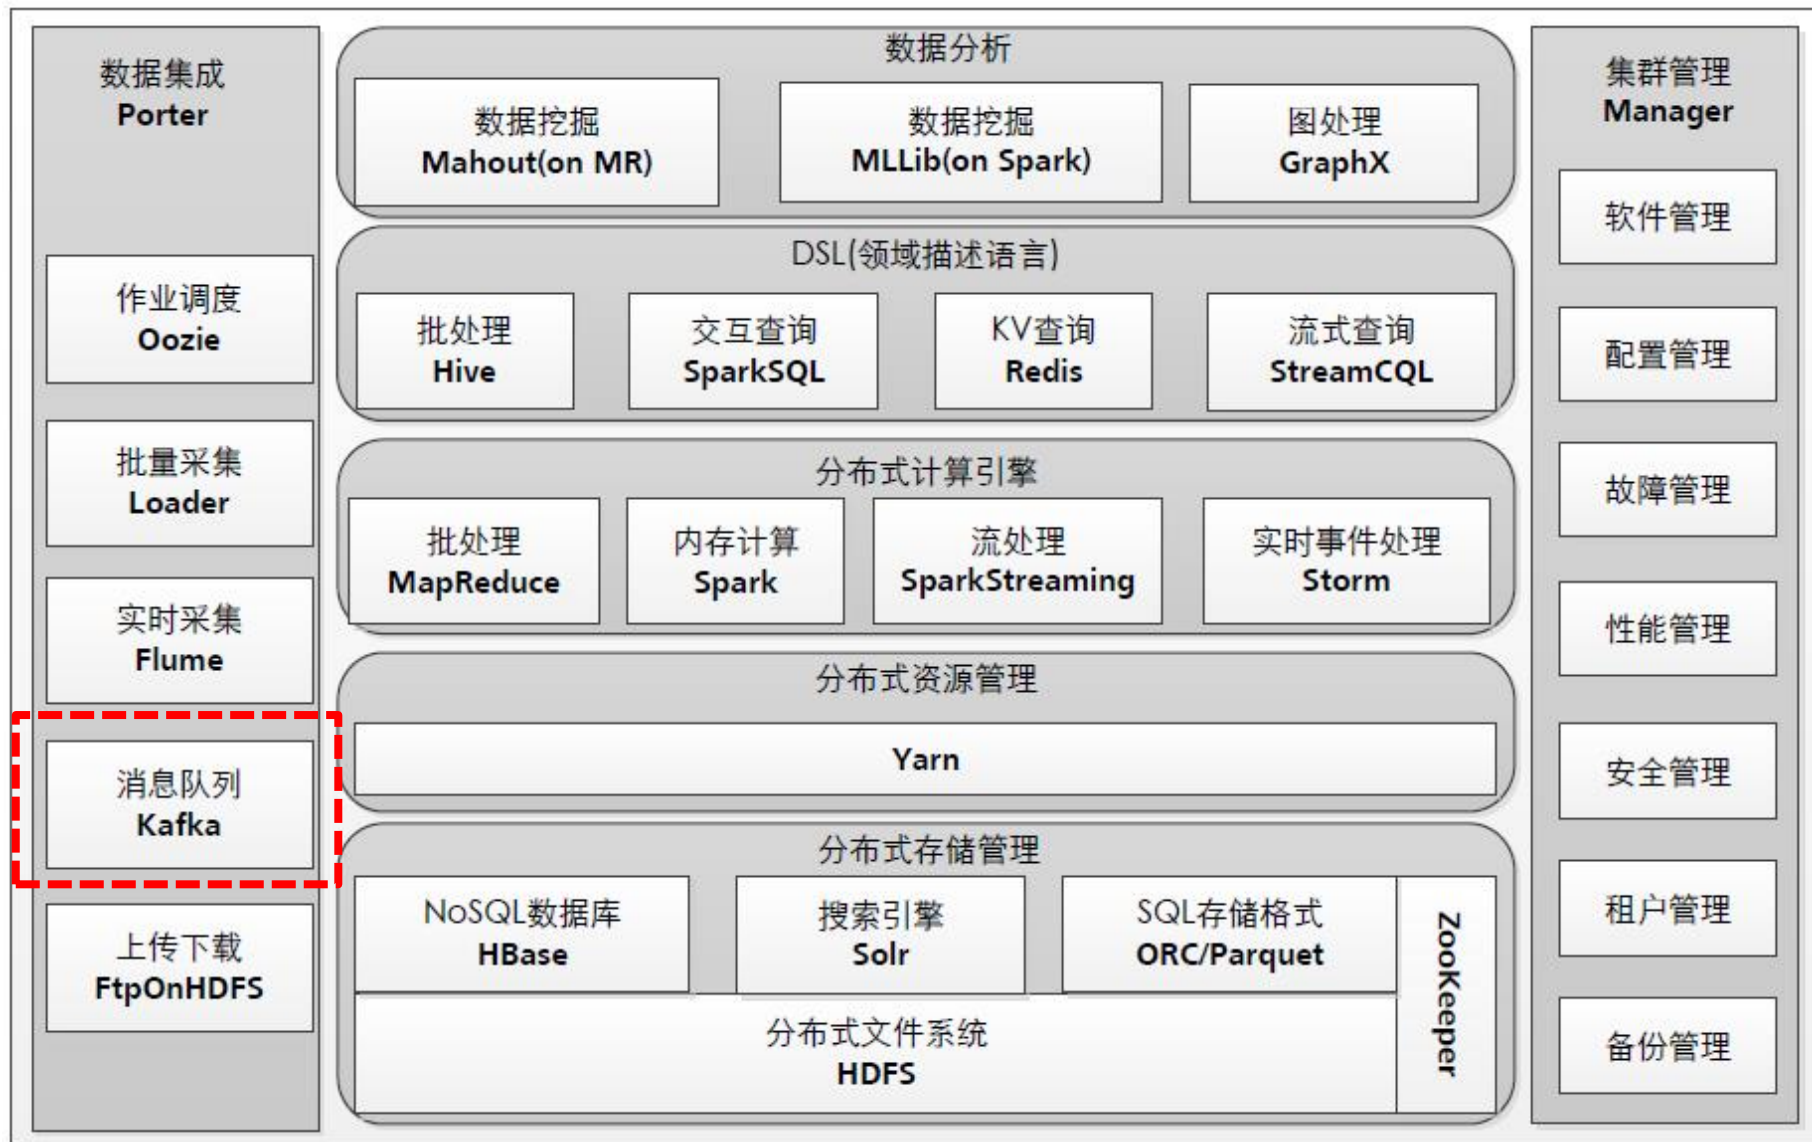 数据集成
Porter
作业调度
Oozie
批量采集
Loader
实时采集
Flume
消息队列
Kafka
上传下载
FtpOnHDFS
数据分析
数据挖掘
Mahout(on MR)
数据挖掘
MLLib(on Spark)
图处理
GraphX
DSL(领域描述语言)
批处理
Hive
交互查询
SparkSQL
KV查询
Redis
流式查询
StreamCQL
分布式计算引擎
批处理
MapReduce
内存计算
Spark
流处理
SparkStreaming
实时事件处理
Storm
分布式资源管理
Yarn
分布式存储管理
NoSQL数据库
HBase
搜索引擎
Solr
SQL存储格式
ORC/Parquet
ZooKeeper
分布式文件系统
HDFS
集群管理
Manager
软件管理
配置管理
故障管理
性能管理
安全管理
租户管理
备份管理